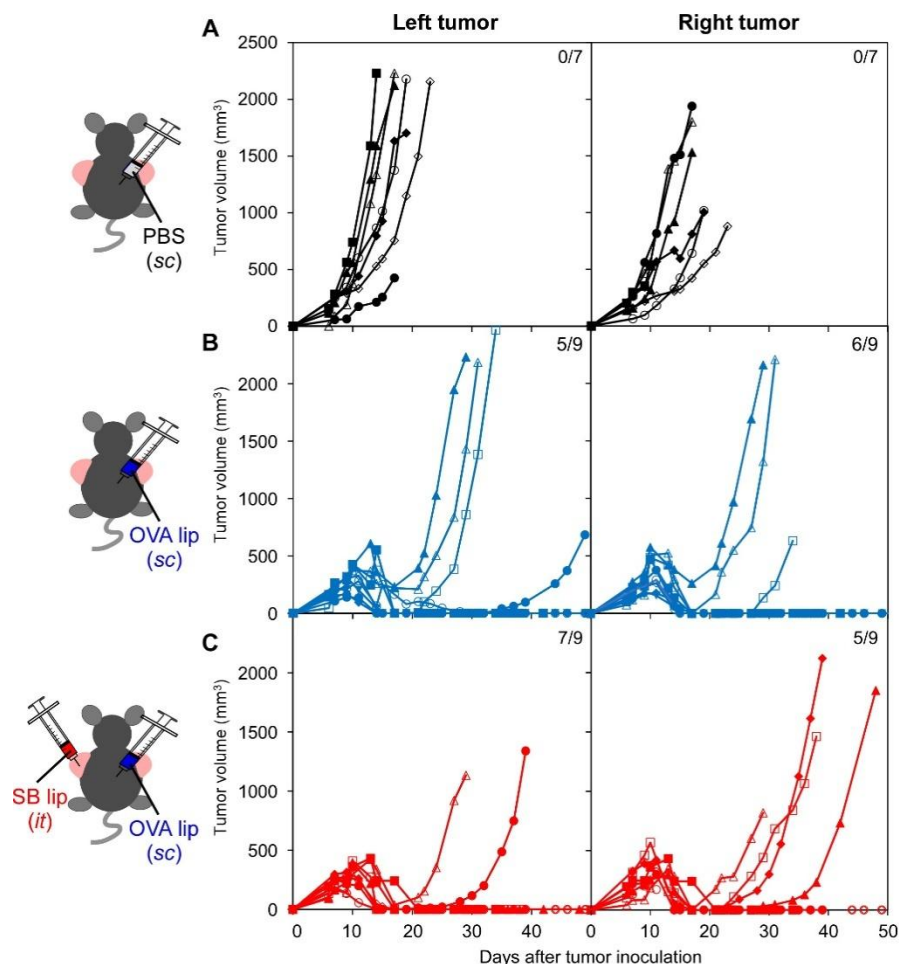 Left tumor
Right tumor
A
Tumor volume (mm³)
2500
2000
1500
1000
500
0
0/7
0/7
PBS
(sc)
B
Tumor volume (mm³)
2000
1500
1000
500
0
5/9
6/9
OVA lip
(sc)
C
Tumor volume (mm³)
2000
1500
1000
500
0
7/9
5/9
SB lip
(it)
OVA lip
(sc)
0 10 20 30 40 0 10 20 30 40 50
Days after tumor inoculation